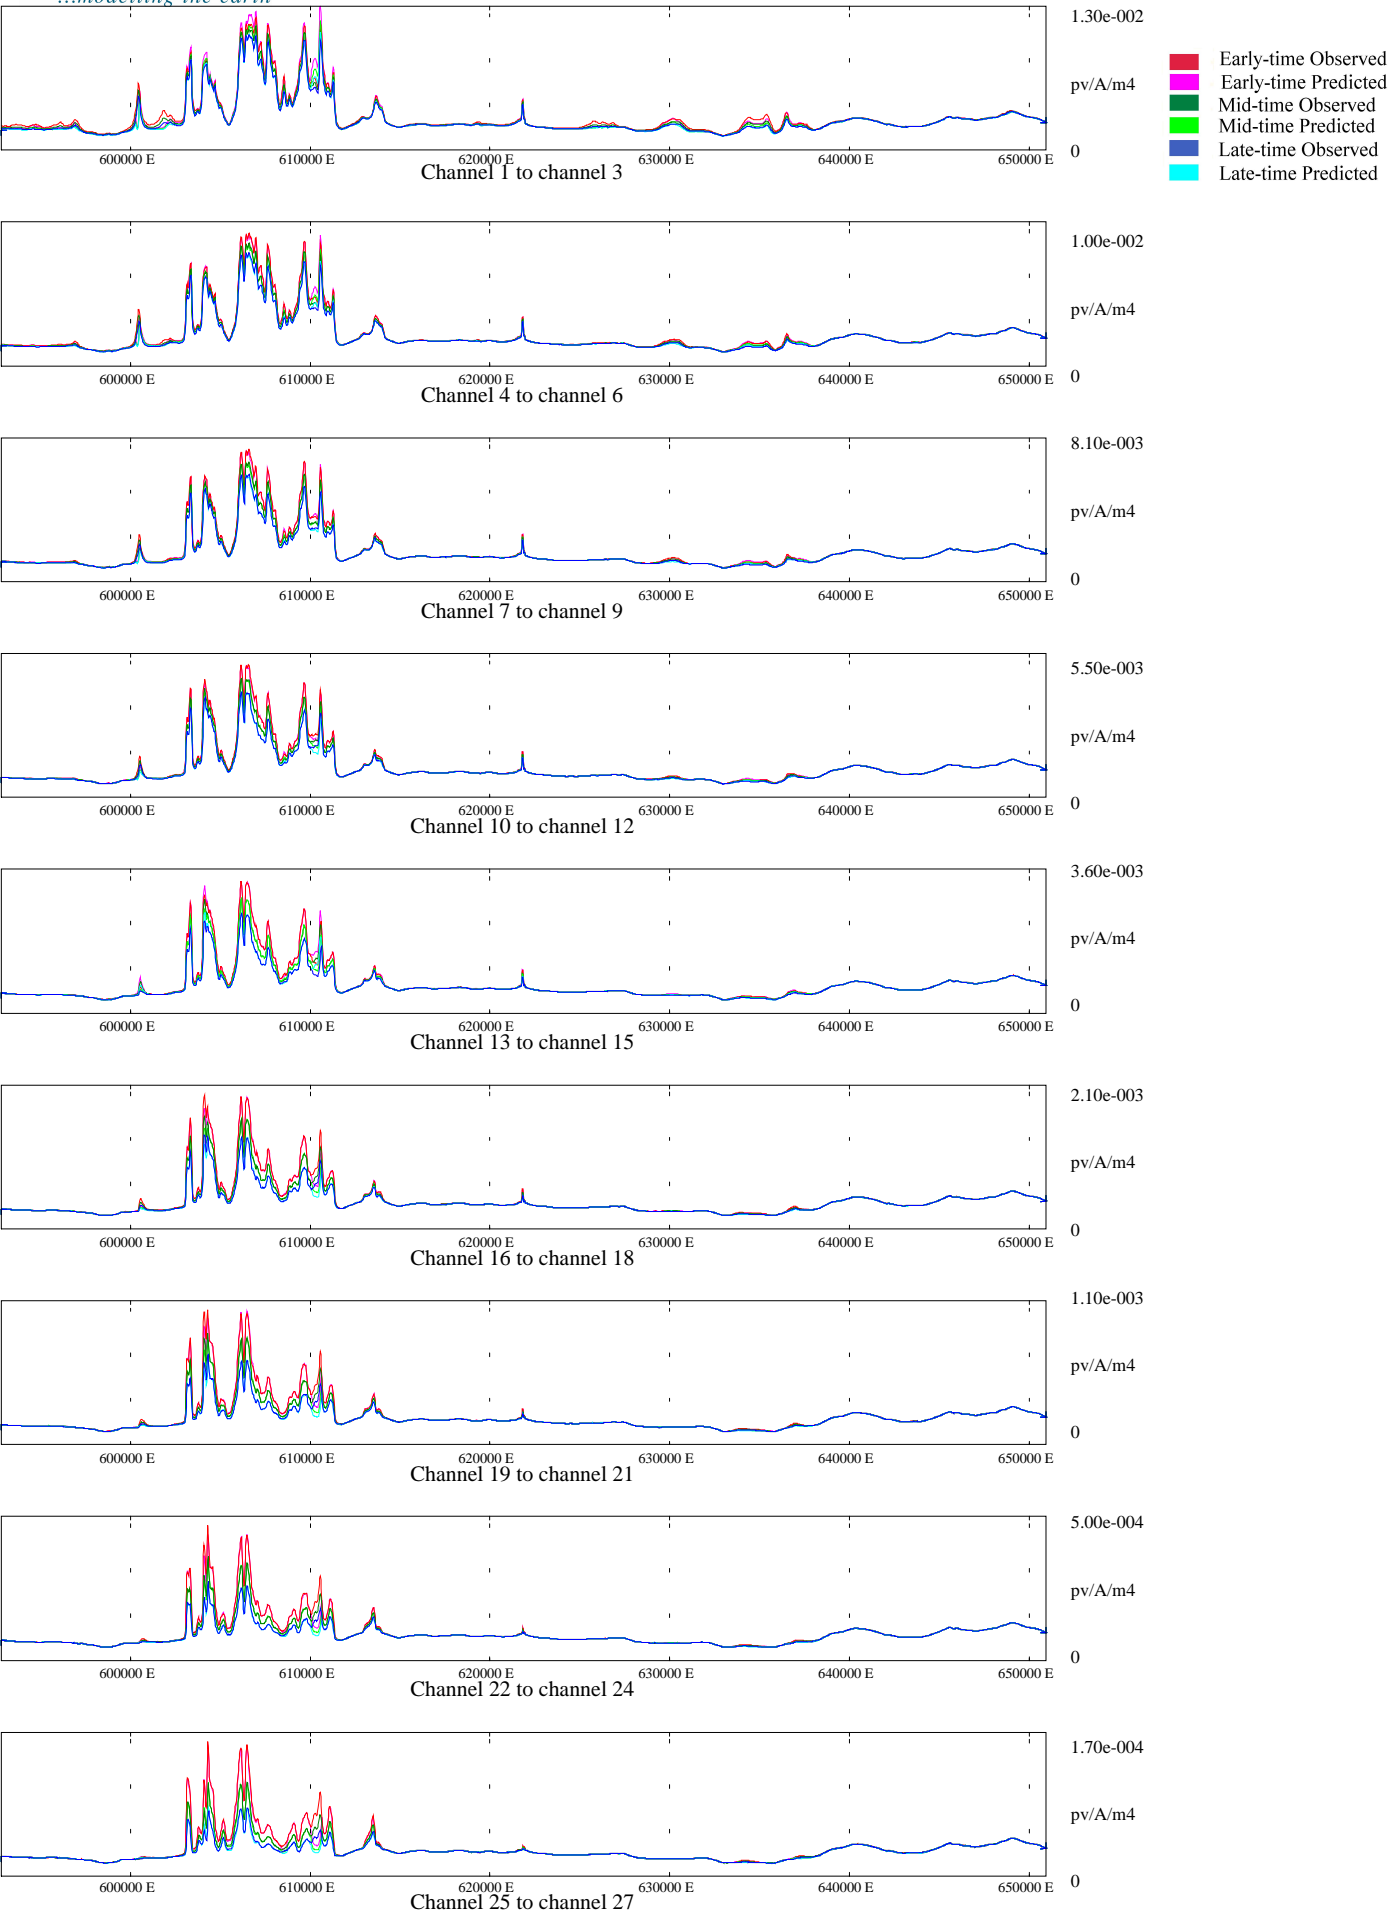 ...modelling the earth
1.30e-002
pv/A/m4
0
600000 E 610000 E 620000 E 630000 E 640000 E 650000 E
Channel 1 to channel 3
Early-time Observed
Early-time Predicted
Mid-time Observed
Mid-time Predicted
Late-time Observed
Late-time Predicted
1.00e-002
pv/A/m4
0
600000 E 610000 E 620000 E 630000 E 640000 E 650000 E
Channel 4 to channel 6
8.10e-003
pv/A/m4
0
600000 E 610000 E 620000 E 630000 E 640000 E 650000 E
Channel 7 to channel 9
5.50e-003
pv/A/m4
0
600000 E 610000 E 620000 E 630000 E 640000 E 650000 E
Channel 10 to channel 12
3.60e-003
pv/A/m4
0
600000 E 610000 E 620000 E 630000 E 640000 E 650000 E
Channel 13 to channel 15
2.10e-003
pv/A/m4
0
600000 E 610000 E 620000 E 630000 E 640000 E 650000 E
Channel 16 to channel 18
1.10e-003
pv/A/m4
0
600000 E 610000 E 620000 E 630000 E 640000 E 650000 E
Channel 19 to channel 21
5.00e-004
pv/A/m4
0
600000 E 610000 E 620000 E 630000 E 640000 E 650000 E
Channel 22 to channel 24
1.70e-004
pv/A/m4
0
600000 E 610000 E 620000 E 630000 E 640000 E 650000 E
Channel 25 to channel 27